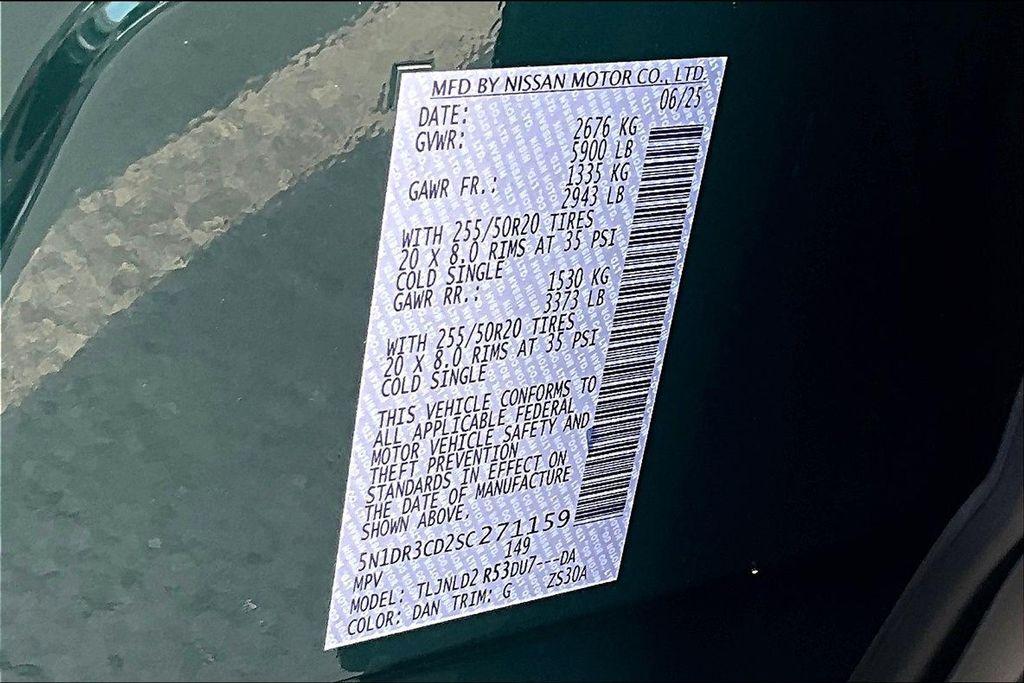 MFD BY NISSAN MOTOR CO., LTD.
DATE: 06/25
GVWR: 2676 KG
5900 LB
GAWR FR.: 1335 KG
2943 LB
WITH 255/50R20 TIRES
20 X 8.0 RIMS AT 35 PSI
COLD SINGLE
GAWR RR.: 1530 KG
3373 LB
WITH 255/50R20 TIRES
20 X 8.0 RIMS AT 35 PSI
COLD SINGLE
THIS VEHICLE CONFORMS TO
ALL APPLICABLE FEDERAL
MOTOR VEHICLE SAFETY AND
THEFT PREVENTION
STANDARDS IN EFFECT ON
THE DATE OF MANUFACTURE
SHOWN ABOVE.
5N1DR3CD2SC271159
MPV 149
MODEL: TLJNLD2 R53DU7---DA
COLOR: DAN TRIM: G ZS30A